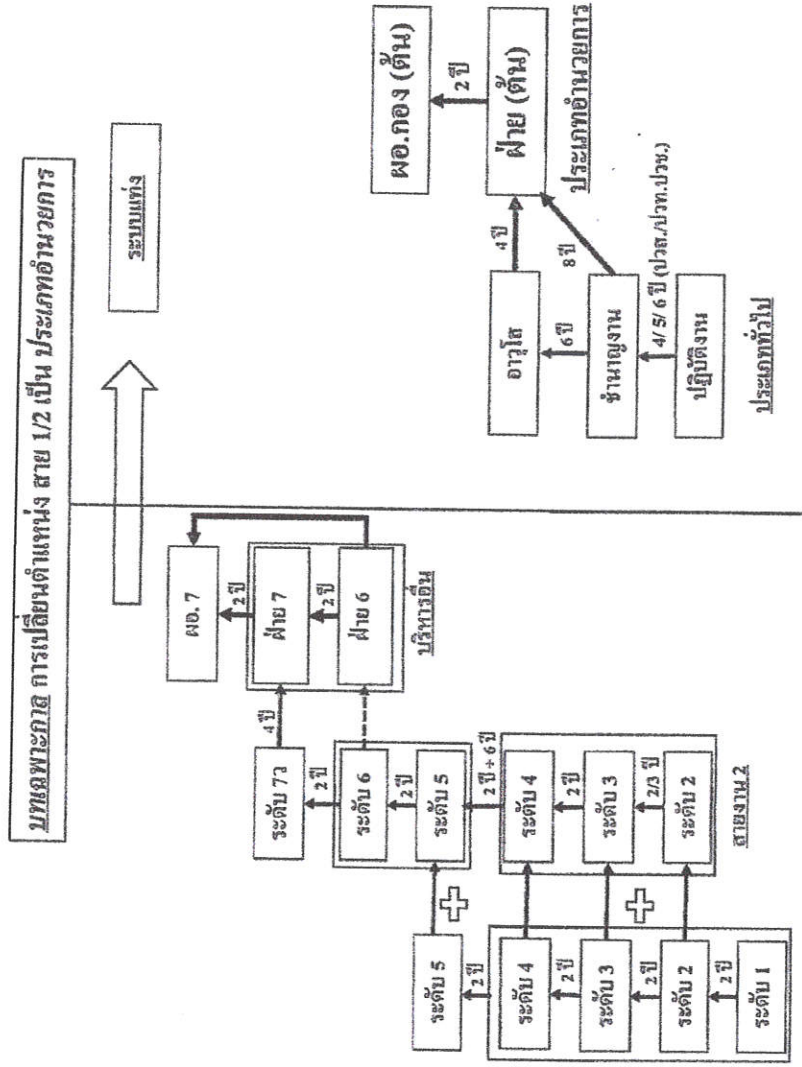 บทเฉพาะกาล การเปลี่ยนตำแหน่ง สาย 1/2 เป็น ประเภทอำนวยการ
ระบบแท่ง
ผอ. 7
2 ปี
ฝ่าย 7
2 ปี
ฝ่าย 6
บริหารอื่น
4 ปี
ระดับ 7ว
2 ปี
ระดับ 6
2 ปี
ระดับ 5
2 ปี ÷ 6 ปี
ระดับ 4
2 ปี
ระดับ 3
2/3 ปี
ระดับ 2
สายงาน 2
ระดับ 5
2 ปี
ระดับ 4
2 ปี
ระดับ 3
2 ปี
ระดับ 2
2 ปี
ระดับ 1
ผอ.กอง (ต้น)
2 ปี
ฝ่าย (ต้น)
ประเภทอำนวยการ
4 ปี
8 ปี
อาวุโส
6 ปี
ชำนาญงาน
4/ 5/ 6 ปี (ปวส./ปวท.ปวช.)
ปฏิบัติงาน
ประเภททั่วไป